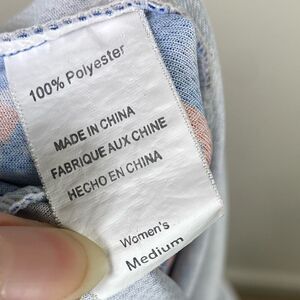 100% Polyester
MADE IN CHINA
FABRIQUE AUX CHINE
HECHO EN CHINA
Women's
Medium